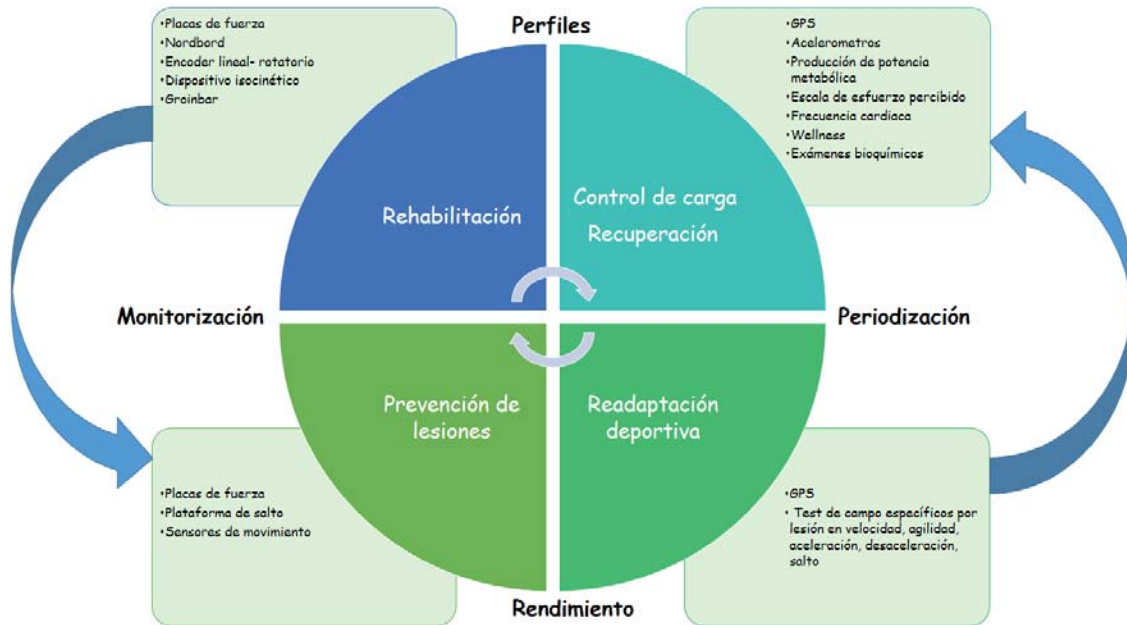 Perfiles
•Placas de fuerza
•Nordbord
•Encoder lineal- rotatorio
•Dispositivo isocinético
•Groinbar
•GPS
•Acelerometros
•Producción de potencia
metabólica
•Escala de esfuerzo percibido
•Frecuencia cardiaca
•Wellness
•Exámenes bioquímicos
Rehabilitación
Control de carga
Recuperación
Monitorización
Periodización
Prevención de
lesiones
Readaptación
deportiva
•Placas de fuerza
•Plataforma de salto
•Sensores de movimiento
•GPS
• Test de campo específicos por
lesión en velocidad, agilidad,
aceleración, desaceleración,
salto
Rendimiento